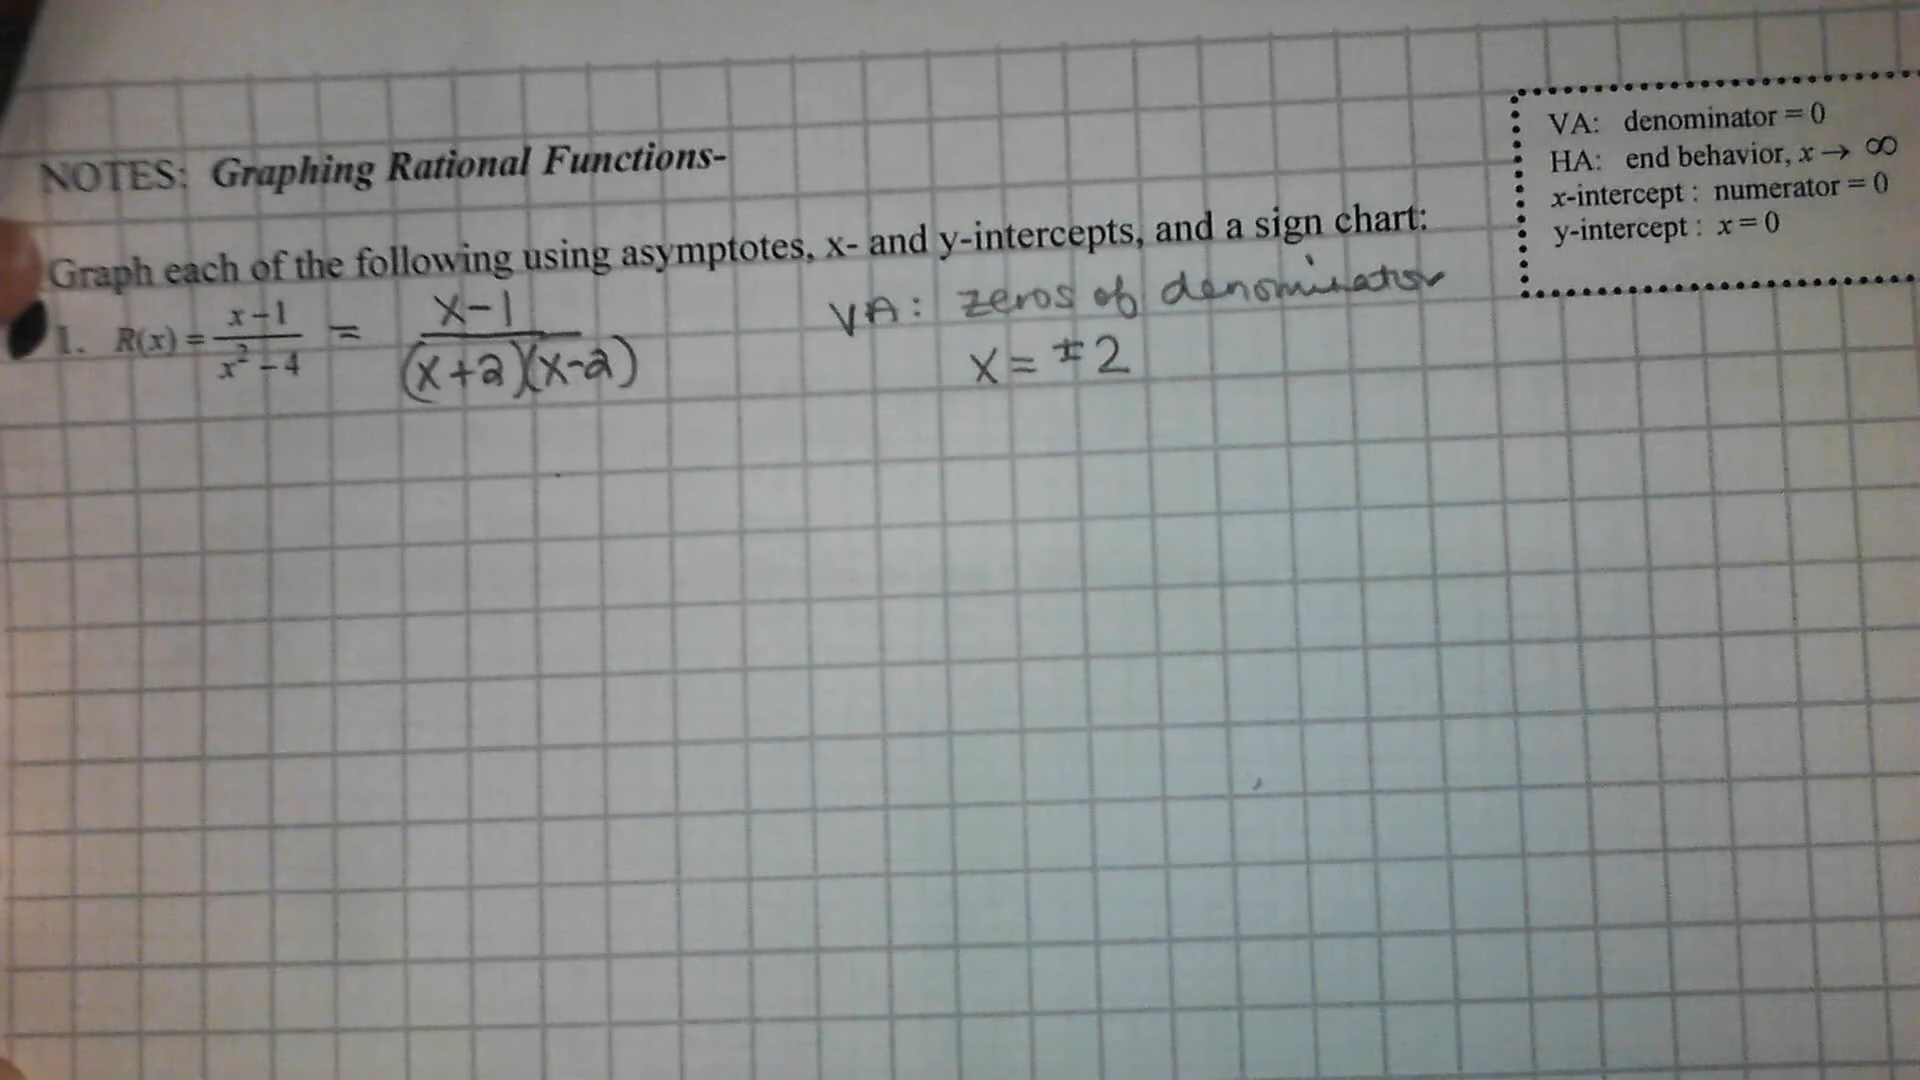 NOTES: Graphing Rational Functions-
VA: denominator = 0
HA: end behavior, x → ∞
x-intercept : numerator = 0
y-intercept : x = 0
Graph each of the following using asymptotes, x- and y-intercepts, and a sign chart:
1. R(x) = (x-1)/(x² - 4) = (x-1)/((x+2)(x-2))
VA: zeros of denominator
x = ±2